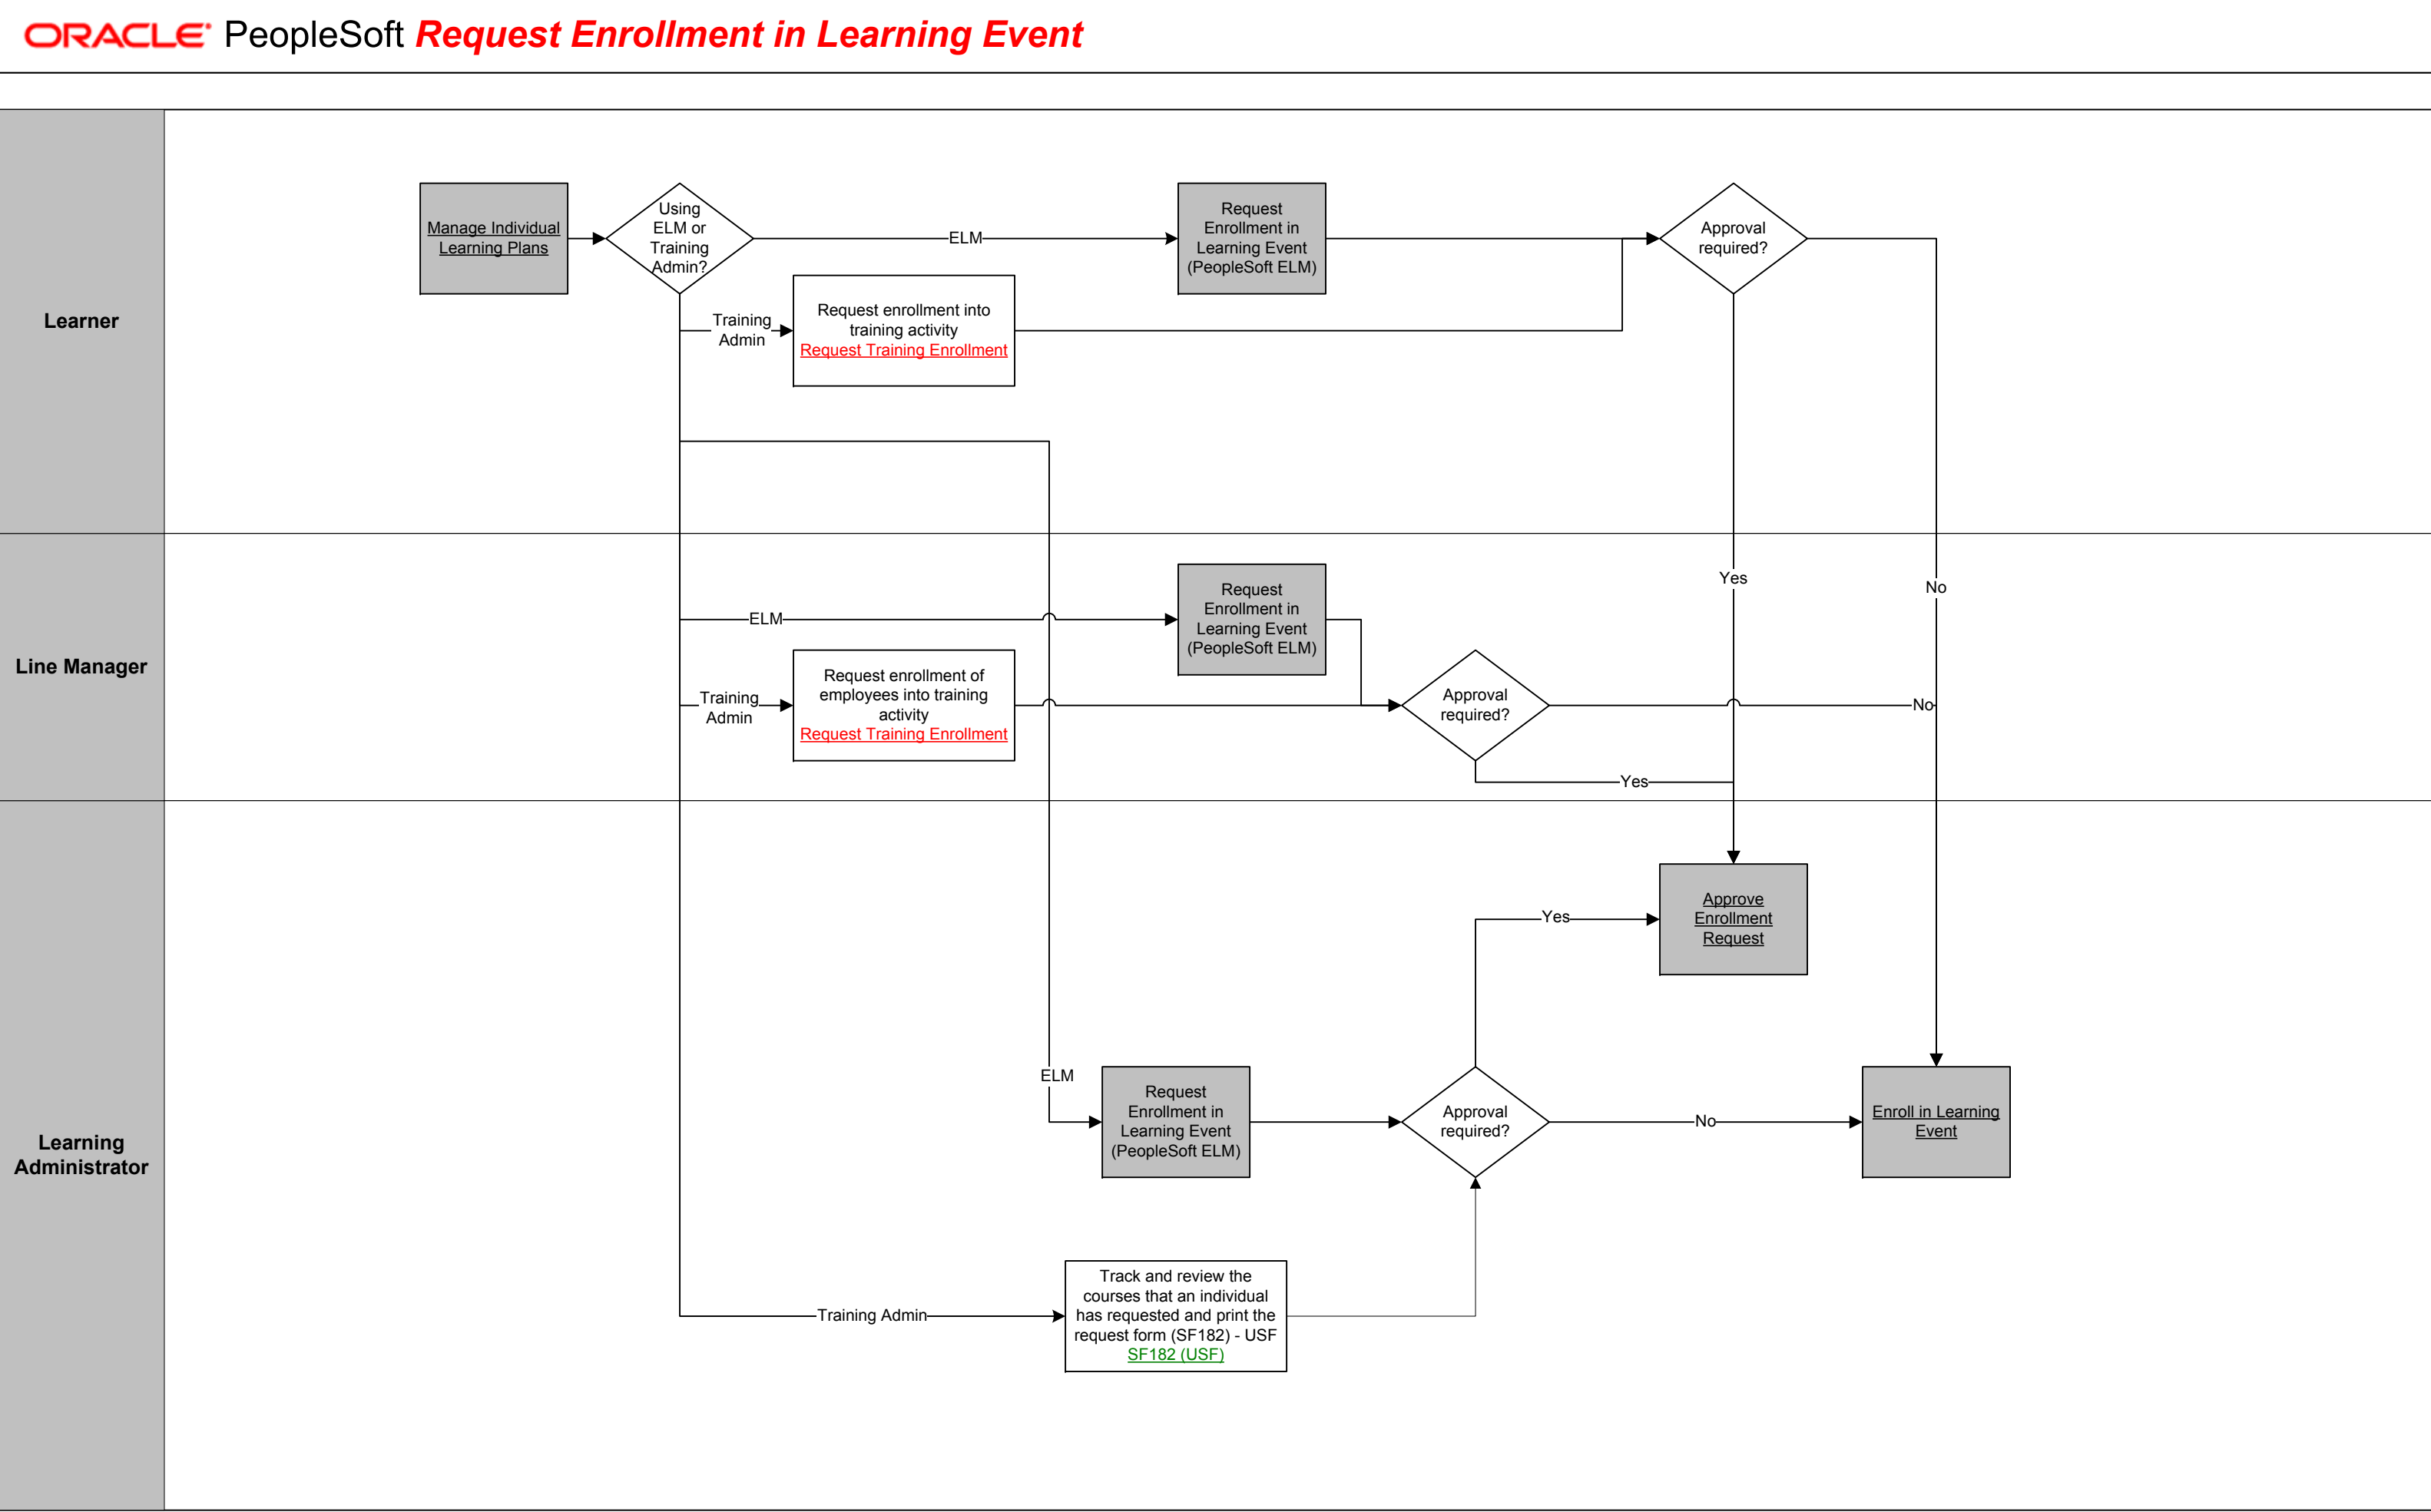 ORACLE PeopleSoft Request Enrollment in Learning Event
Learner
Manage Individual
Learning Plans
Using
ELM or
Training
Admin?
ELM
Request
Enrollment in
Learning Event
(PeopleSoft ELM)
Approval
required?
Training
Admin
Request enrollment into
training activity
Request Training Enrollment
Yes
No
Line Manager
ELM
Request
Enrollment in
Learning Event
(PeopleSoft ELM)
Training
Admin
Request enrollment of
employees into training
activity
Request Training Enrollment
Approval
required?
No
Yes
Learning
Administrator
Approve
Enrollment
Request
Yes
ELM
Request
Enrollment in
Learning Event
(PeopleSoft ELM)
Approval
required?
No
Enroll in Learning
Event
Training Admin
Track and review the
courses that an individual
has requested and print the
request form (SF182) - USF
SF182 (USF)